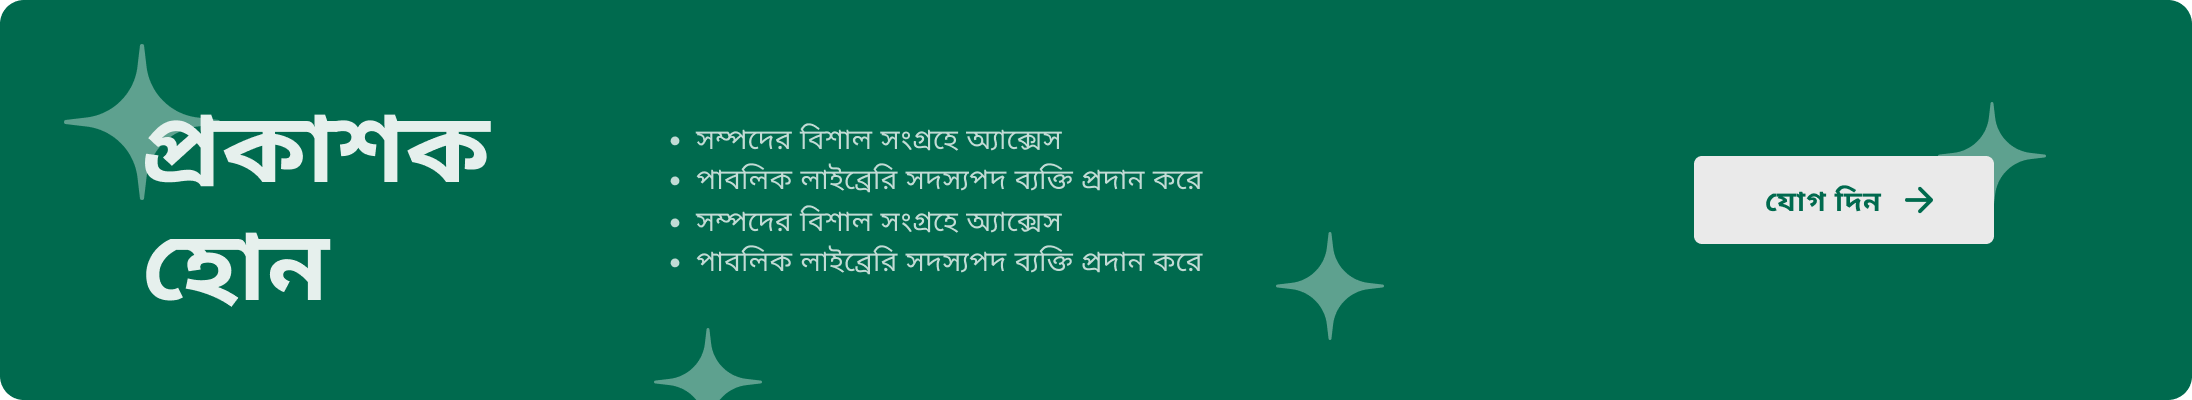 প্রকাশক
হোন
• সম্পদের বিশাল সংগ্রহে অ্যাক্সেস
• পাবলিক লাইব্রেরি সদস্যপদ ব্যক্তি প্রদান করে
• সম্পদের বিশাল সংগ্রহে অ্যাক্সেস
• পাবলিক লাইব্রেরি সদস্যপদ ব্যক্তি প্রদান করে
যোগ দিন →